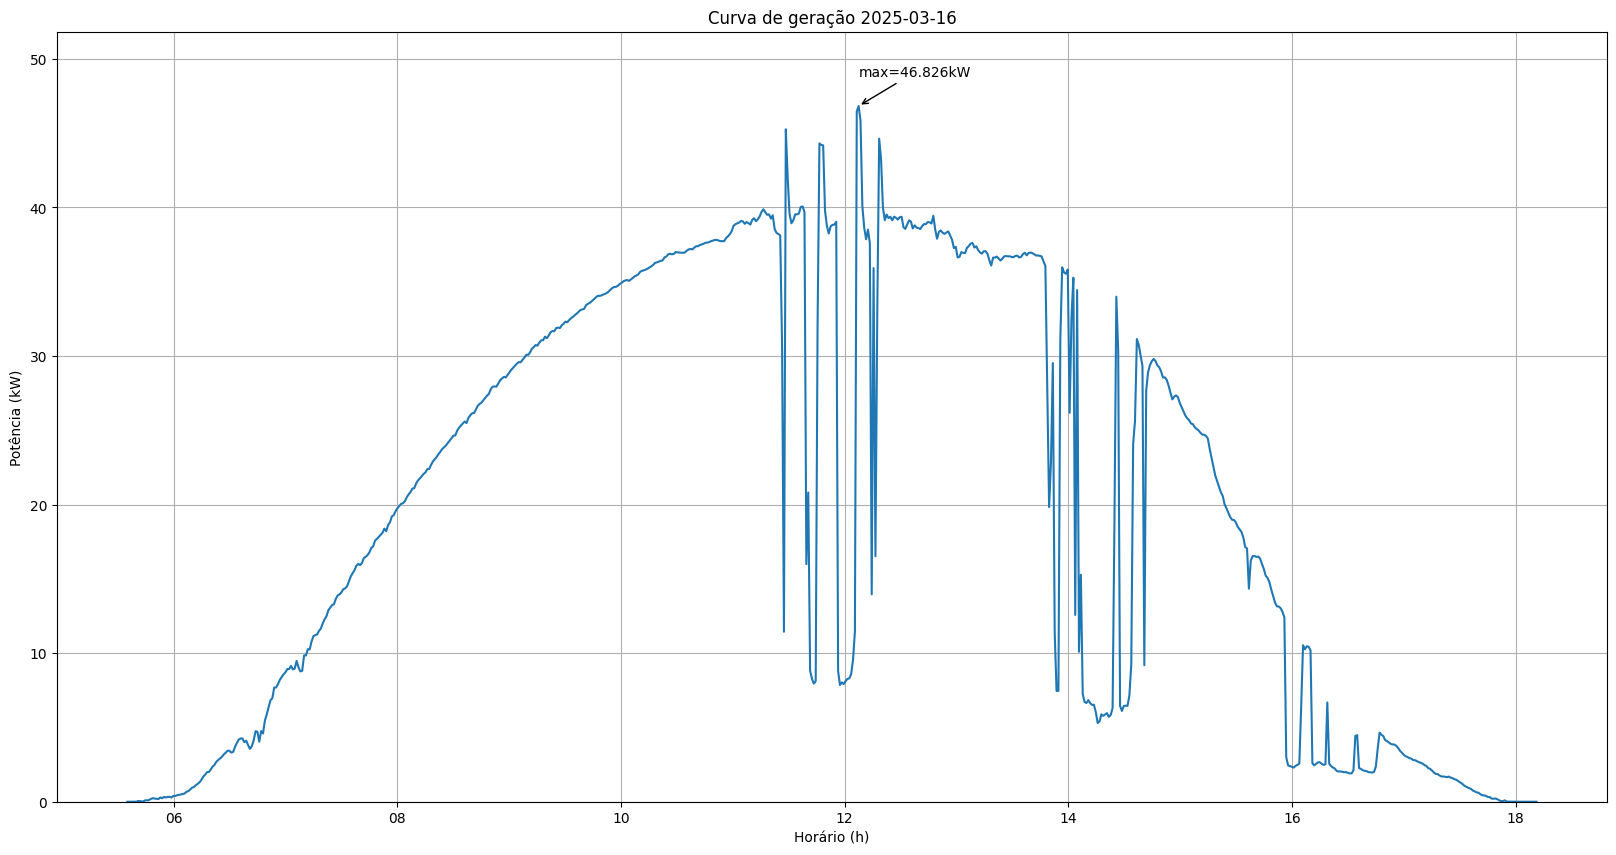 Curva de geração 2025-03-16
max=46.826kW
Potência (kW)
50
40
30
20
10
0
06 08 10 12 14 16 18
Horário (h)